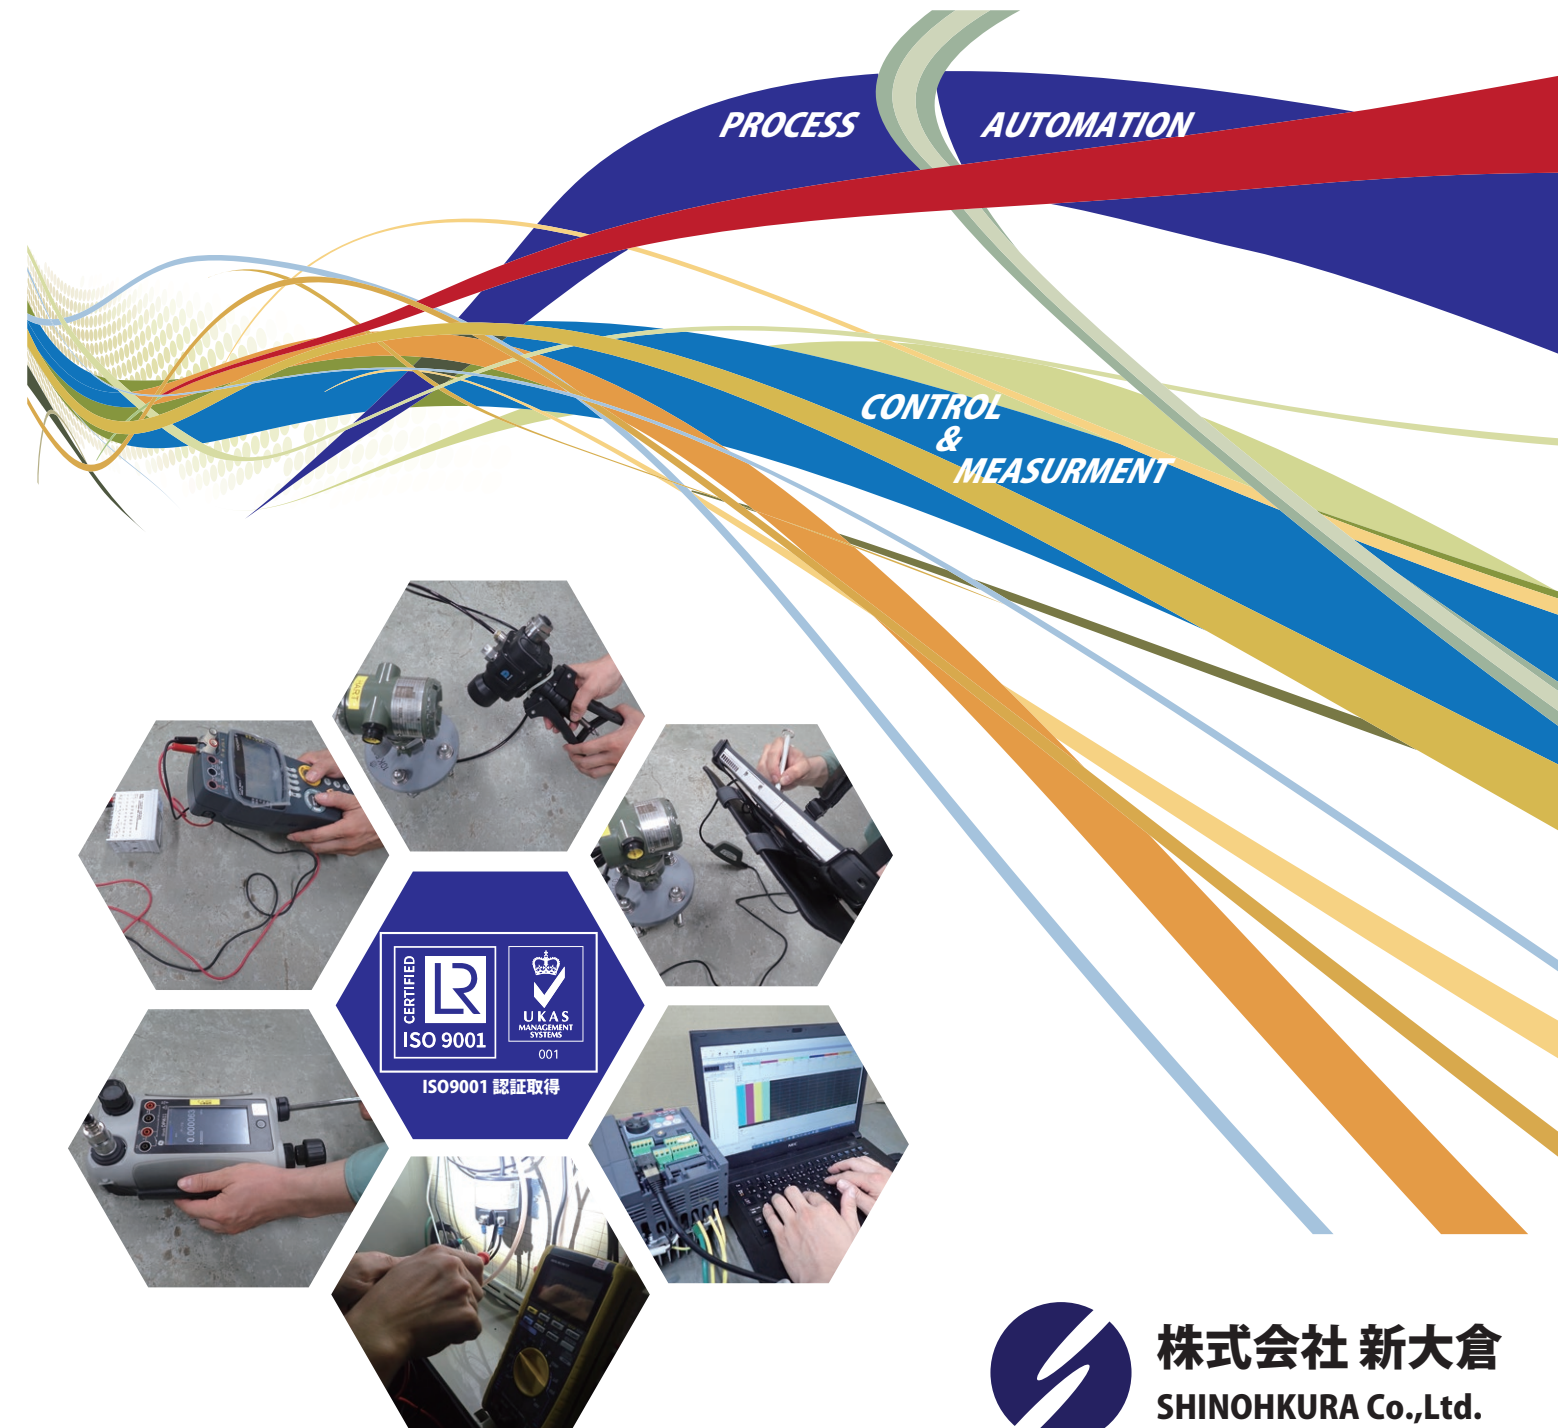 PROCESS AUTOMATION
CONTROL
&
MEASURMENT
CERTIFIED
ISO 9001
UKAS
MANAGEMENT
SYSTEMS
001
ISO9001 認証取得
株式会社 新大倉
SHINOHKURA Co.,Ltd.